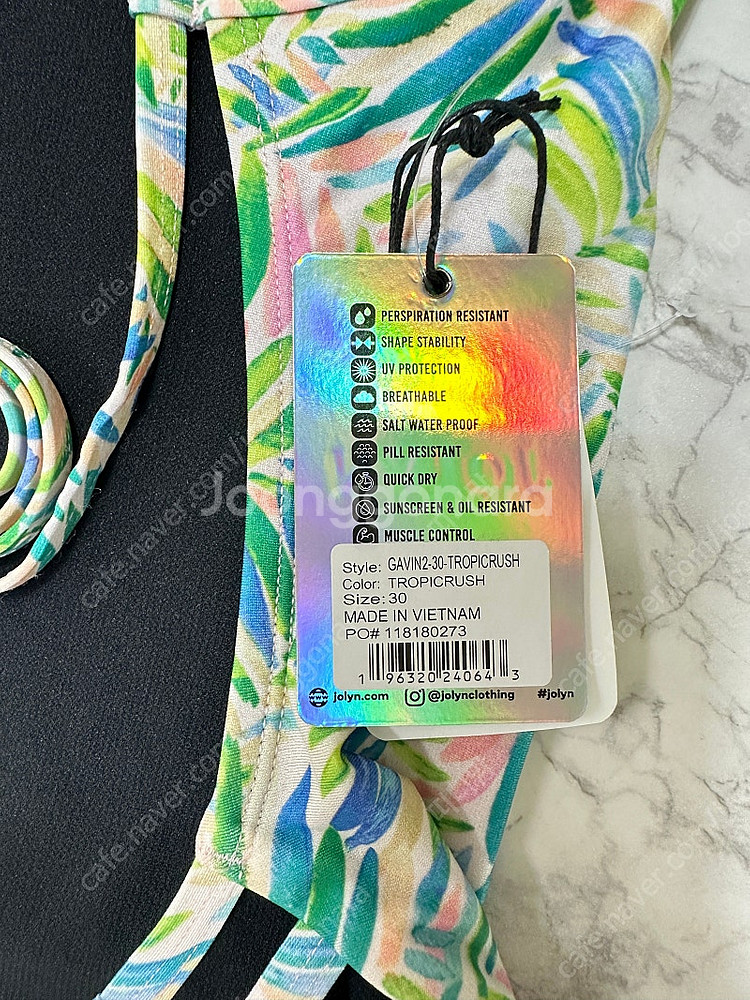 PERSPIRATION RESISTANT
SHAPE STABILITY
UV PROTECTION
BREATHABLE
SALT WATER PROOF
PILL RESISTANT
QUICK DRY
SUNSCREEN & OIL RESISTANT
MUSCLE CONTROL
Style: GAVIN2-30-TROPICRUSH
Color: TROPICRUSH
Size: 30
MADE IN VIETNAM
PO# 118180273
1 96320 24064 3
www jolyn.com @jolynclothing #jolyn
Joonggonara